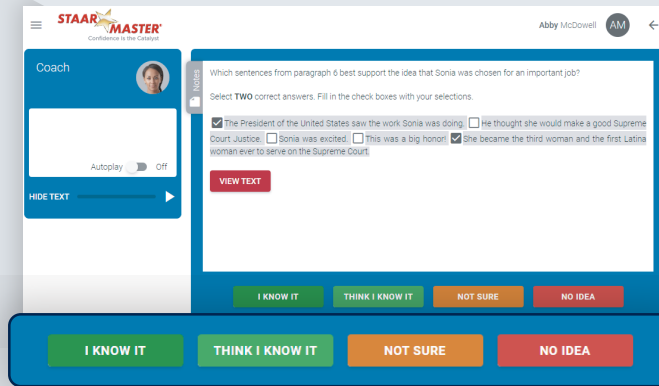 STAAR
MASTER®
Confidence is the Catalyst
Abby McDowell AM
Coach
Notes
Autoplay Off
HIDE TEXT
Which sentences from paragraph 6 best support the idea that Sonia was chosen for an important job?
Select TWO correct answers. Fill in the check boxes with your selections.
The President of the United States saw the work Sonia was doing. He thought she would make a good Supreme
Court Justice. Sonia was excited. This was a big honor! She became the third woman and the first Latina
woman ever to serve on the Supreme Court.
VIEW TEXT
I KNOW IT THINK I KNOW IT NOT SURE NO IDEA
I KNOW IT THINK I KNOW IT NOT SURE NO IDEA